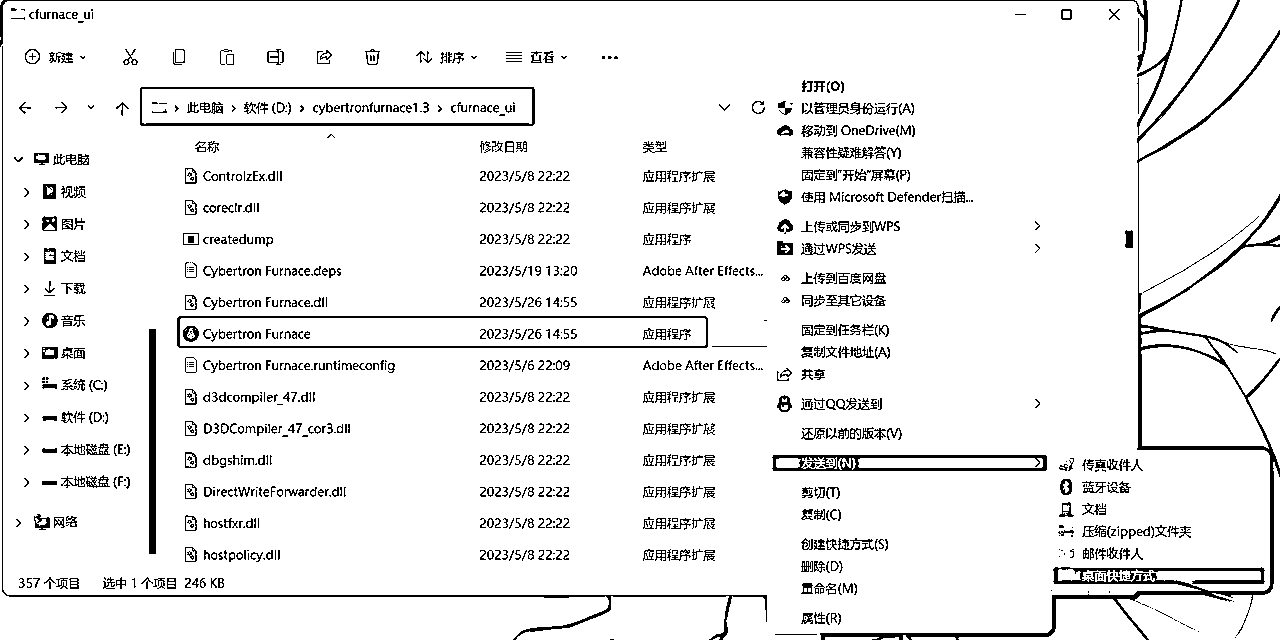 cfurnace_ui
新建
排序
查看
此电脑 > 软件 (D:) > cybertronfurnace1.3 > cfurnace_ui
名称 修改日期 类型
此电脑
视频
图片
文档
下载
音乐
桌面
系统 (C:)
软件 (D:)
本地磁盘 (E:)
本地磁盘 (F:)
网络
ControlzEx.dll 2023/5/8 22:22 应用程序扩展
coreclr.dll 2023/5/8 22:22 应用程序扩展
createdump 2023/5/8 22:22 应用程序
Cybertron Furnace.deps 2023/5/19 13:20 Adobe After Effects...
Cybertron Furnace.dll 2023/5/26 14:55 应用程序扩展
Cybertron Furnace 2023/5/26 14:55 应用程序
Cybertron Furnace.runtimeconfig 2023/5/6 22:09 Adobe After Effects...
d3dcompiler_47.dll 2023/5/8 22:22 应用程序扩展
D3DCompiler_47_cor3.dll 2023/5/8 22:22 应用程序扩展
dbgshim.dll 2023/5/8 22:22 应用程序扩展
DirectWriteForwarder.dll 2023/5/8 22:22 应用程序扩展
hostfxr.dll 2023/5/8 22:22 应用程序扩展
hostpolicy.dll 2023/5/8 22:22 应用程序扩展
357 个项目 选中 1 个项目 246 KB
打开(O)
以管理员身份运行(A)
移动到 OneDrive(M)
兼容性疑难解答(Y)
固定到"开始"屏幕(P)
使用 Microsoft Defender扫描...
上传或同步到WPS
通过WPS发送
上传到百度网盘
同步至其它设备
固定到任务栏(K)
复制文件地址(A)
共享
通过QQ发送到
还原以前的版本(V)
发送到(N)
剪切(T)
复制(C)
创建快捷方式(S)
删除(D)
重命名(M)
属性(R)
传真收件人
蓝牙设备
文档
压缩(zipped)文件夹
邮件收件人
桌面快捷方式